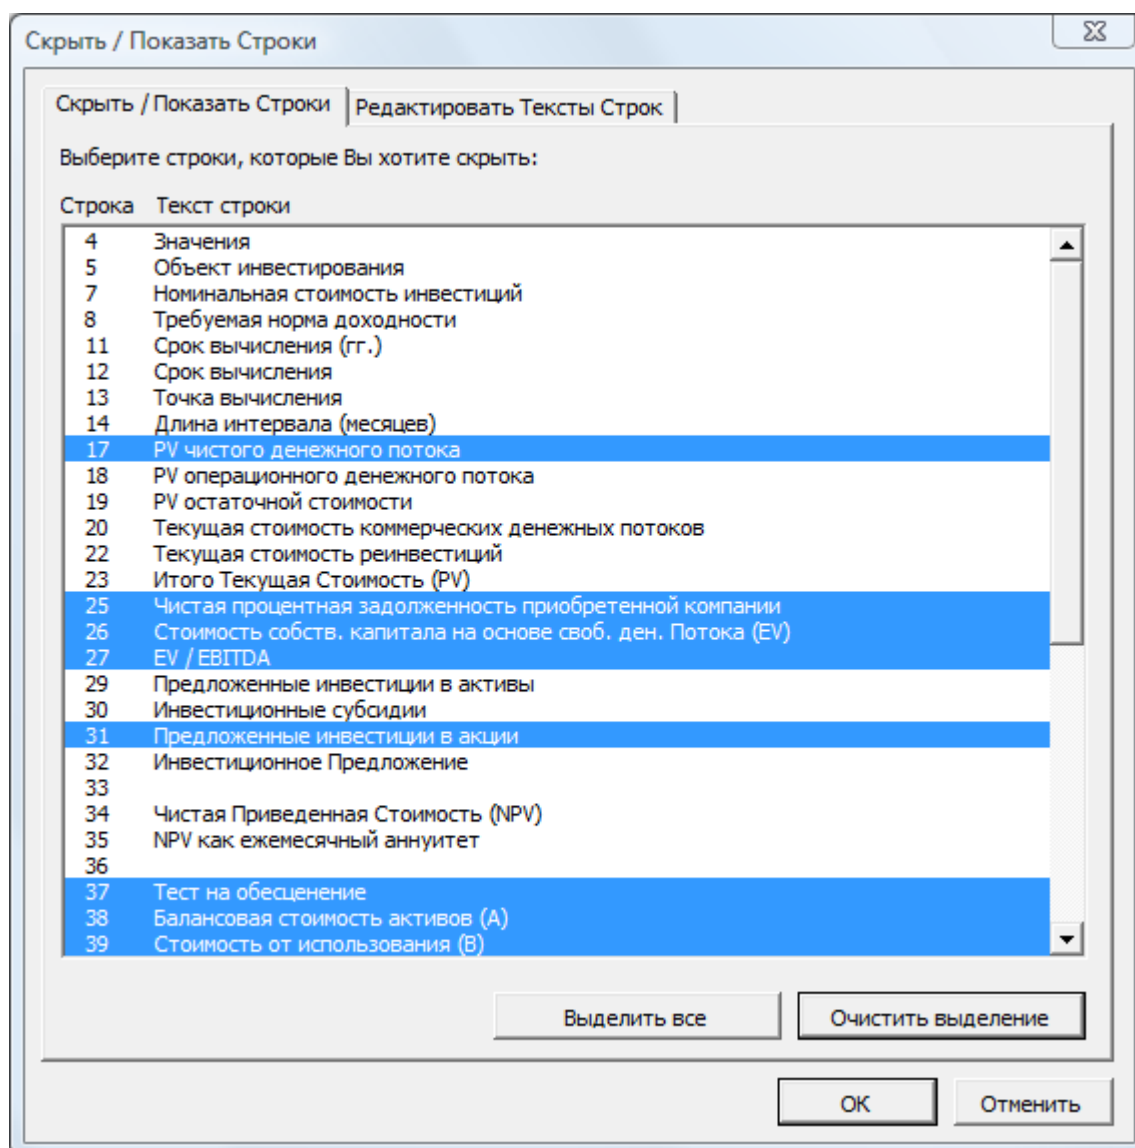 Скрыть / Показать Строки
Скрыть / Показать Строки Редактировать Тексты Строк
Выберите строки, которые Вы хотите скрыть:
Строка Текст строки
4 Значения
5 Объект инвестирования
7 Номинальная стоимость инвестиций
8 Требуемая норма доходности
11 Срок вычисления (гг.)
12 Срок вычисления
13 Точка вычисления
14 Длина интервала (месяцев)
17 PV чистого денежного потока
18 PV операционного денежного потока
19 PV остаточной стоимости
20 Текущая стоимость коммерческих денежных потоков
22 Текущая стоимость реинвестиций
23 Итого Текущая Стоимость (PV)
25 Чистая процентная задолженность приобретенной компании
26 Стоимость собств. капитала на основе своб. ден. Потока (EV)
27 EV / EBITDA
29 Предложенные инвестиции в активы
30 Инвестиционные субсидии
31 Предложенные инвестиции в акции
32 Инвестиционное Предложение
33
34 Чистая Приведенная Стоимость (NPV)
35 NPV как ежемесячный аннуитет
36
37 Тест на обесценение
38 Балансовая стоимость активов (A)
39 Стоимость от использования (B)
Выделить все Очистить выделение
ОК Отменить